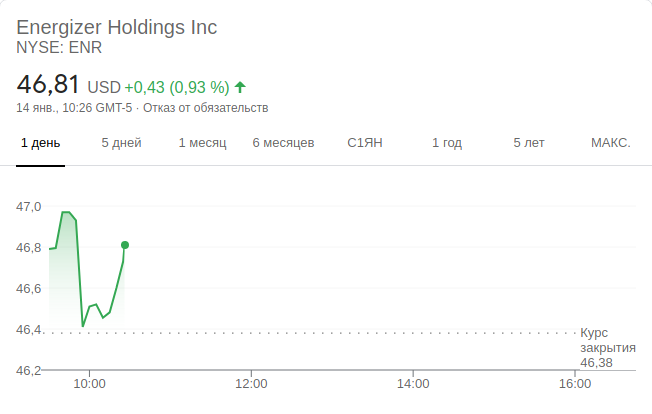 Energizer Holdings Inc
NYSE: ENR
46,81 USD +0,43 (0,93 %)
14 янв., 10:26 GMT-5 · Отказ от обязательств
1 день 5 дней 1 месяц 6 месяцев С1ЯН 1 год 5 лет МАКС.
47,0
46,8
46,6
46,4
Курс
закрытия
46,38
46,2
10:00 12:00 14:00 16:00